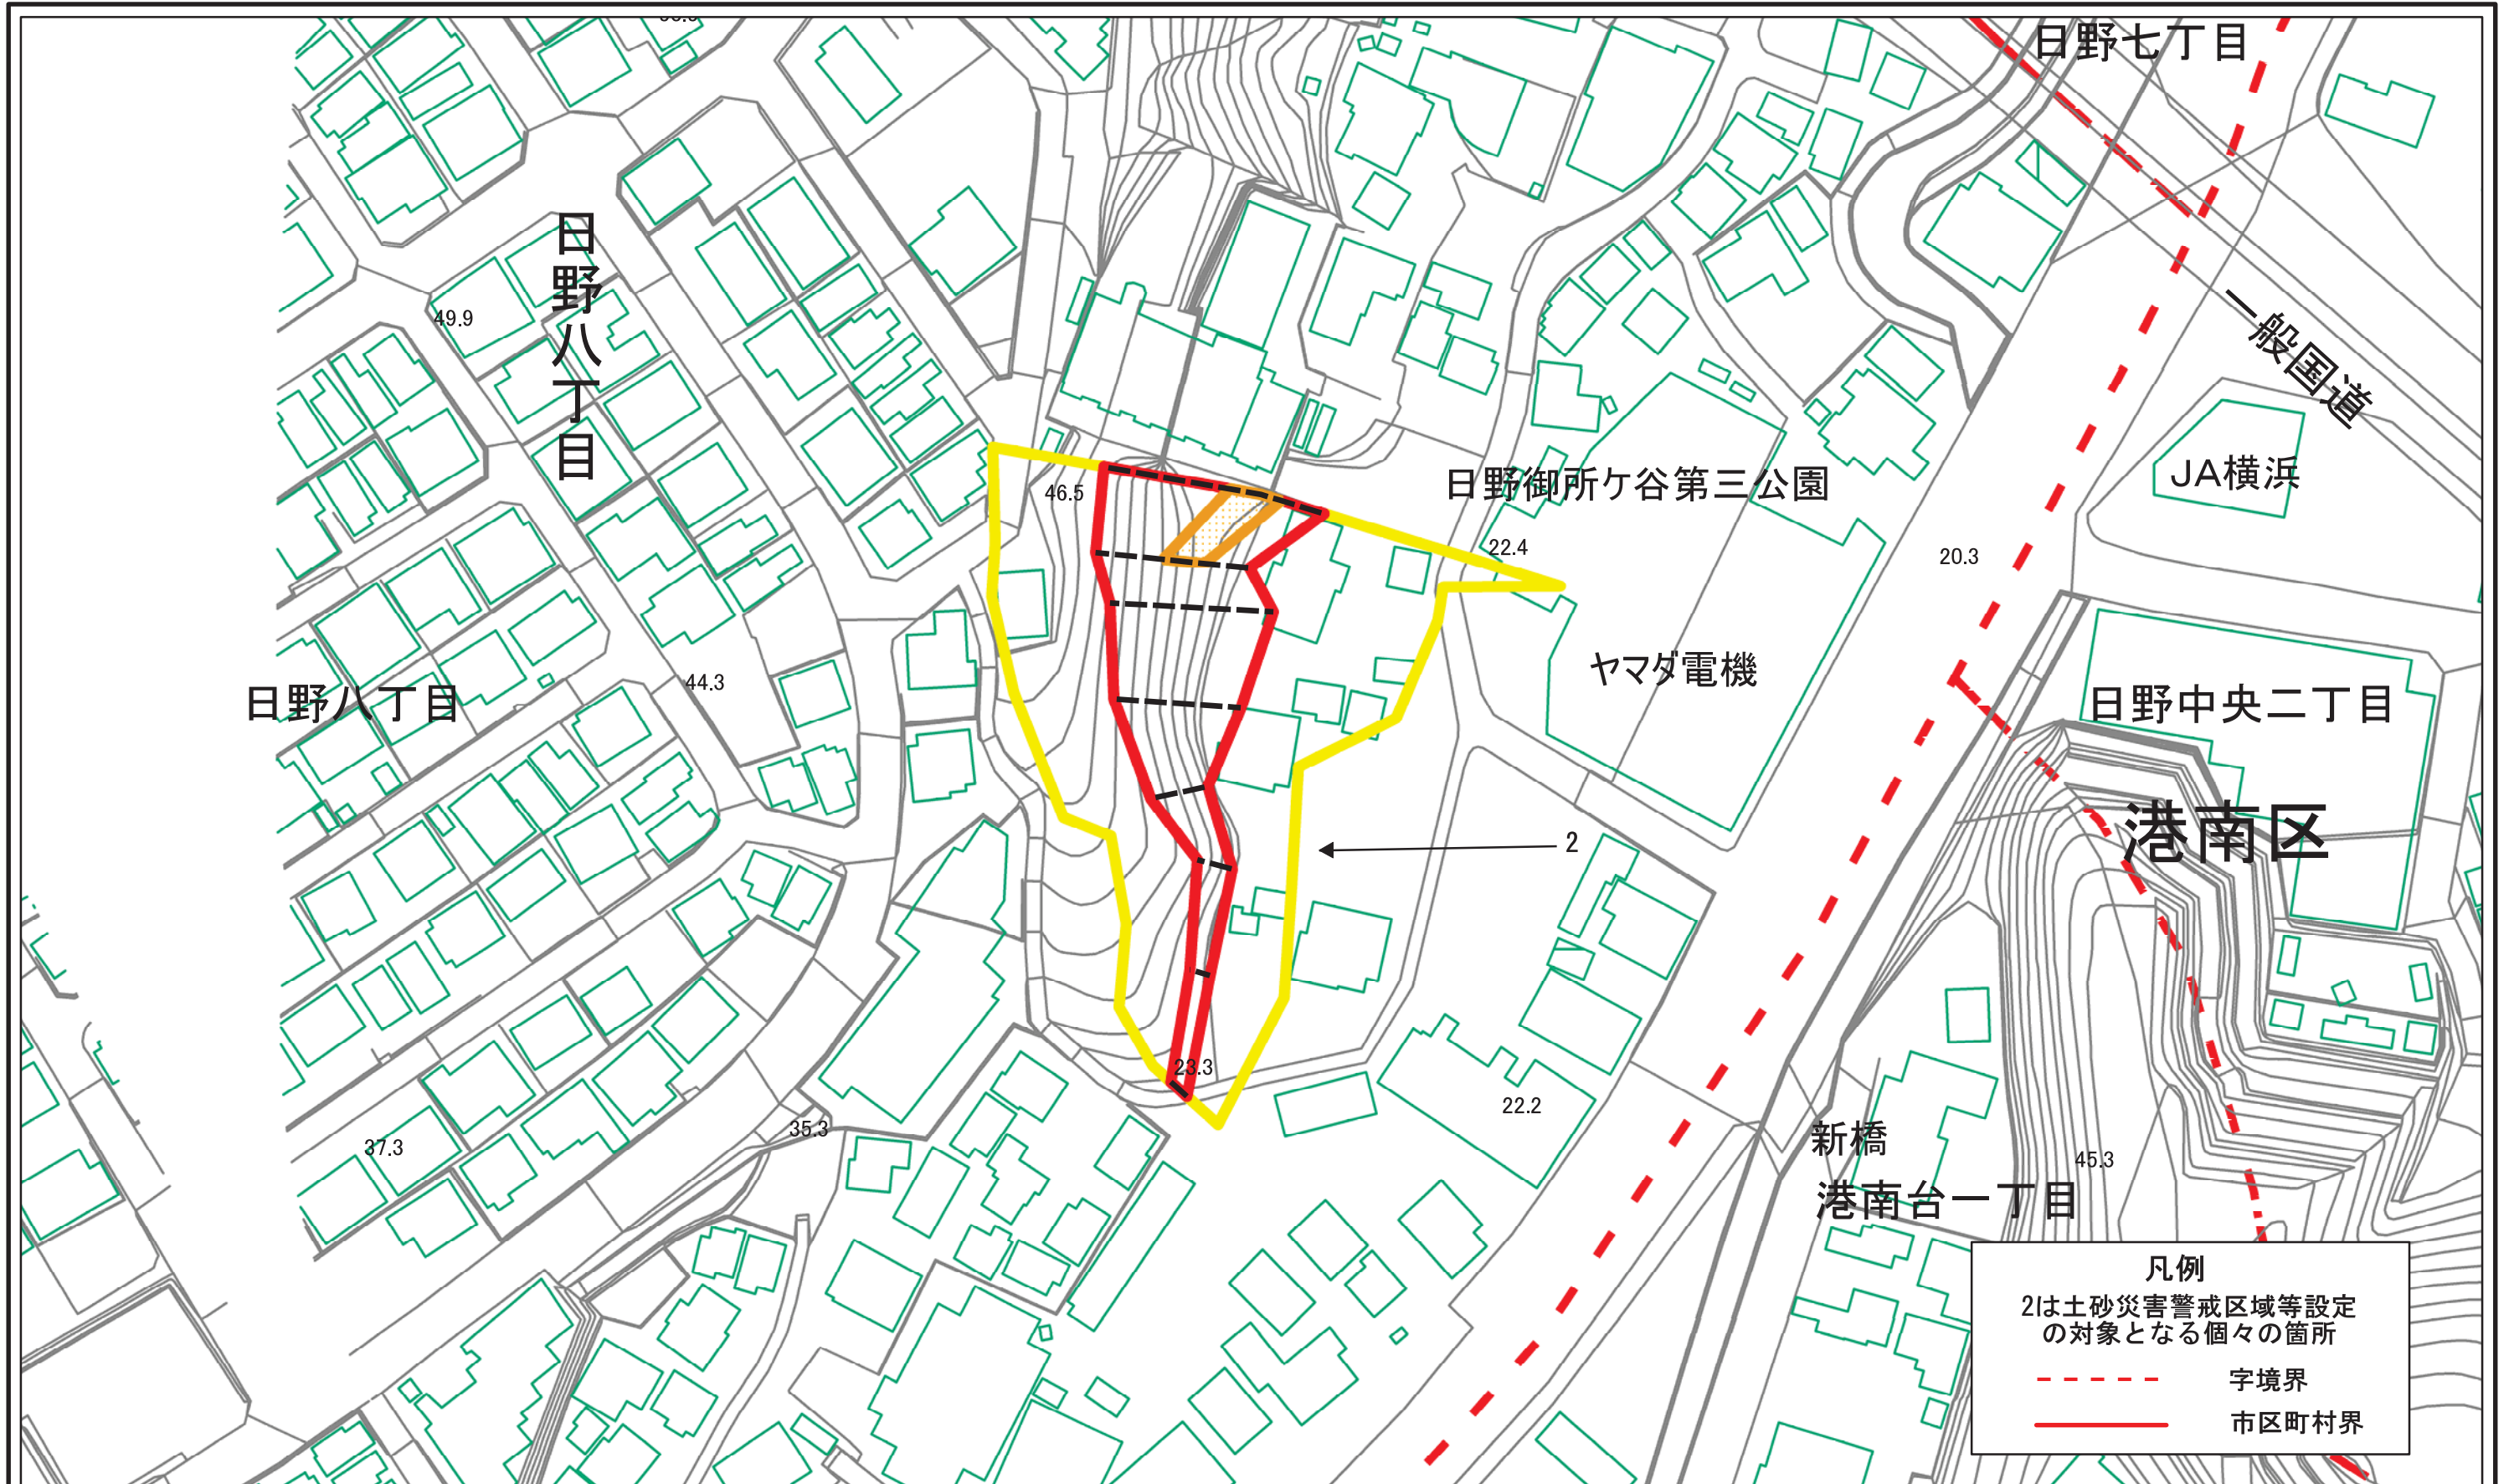 日野七丁目
日野八丁目
49.9
一般国道
46.5
日野御所ケ谷第三公園
JA横浜
22.4
20.3
44.3
ヤマダ電機
日野八丁目
日野中央二丁目
港南区
2
23.3
22.2
35.3
新橋
37.3
45.3
港南台一丁目
凡例
2は土砂災害警戒区域等設定
の対象となる個々の箇所
字境界
市区町村界